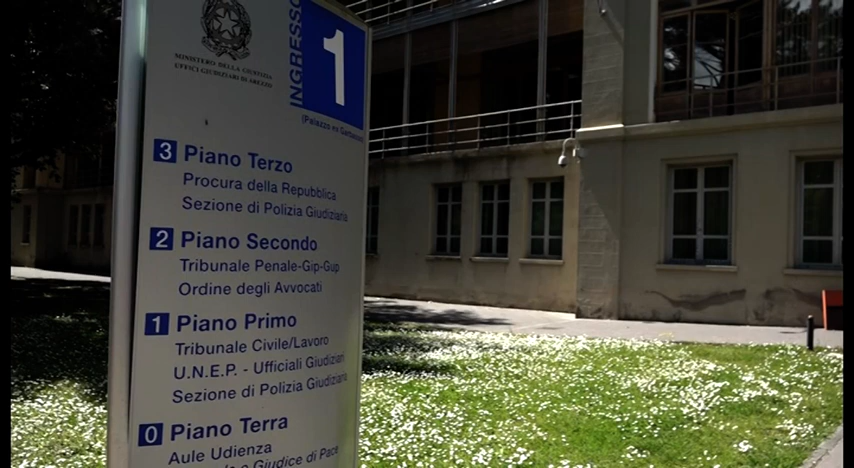 MINISTERO DELLA GIUSTIZIA
UFFICI GIUDIZIARI DI AREZZO
INGRESSO
1
(Palazzo ex Garbasso)
3 Piano Terzo
Procura della Repubblica
Sezione di Polizia Giudiziaria
2 Piano Secondo
Tribunale Penale-Gip-Gup
Ordine degli Avvocati
1 Piano Primo
Tribunale Civile/Lavoro
U.N.E.P. - Ufficiali Giudiziari
Sezione di Polizia Giudiziaria
0 Piano Terra
Aule Udienza
e Giudice di Pace